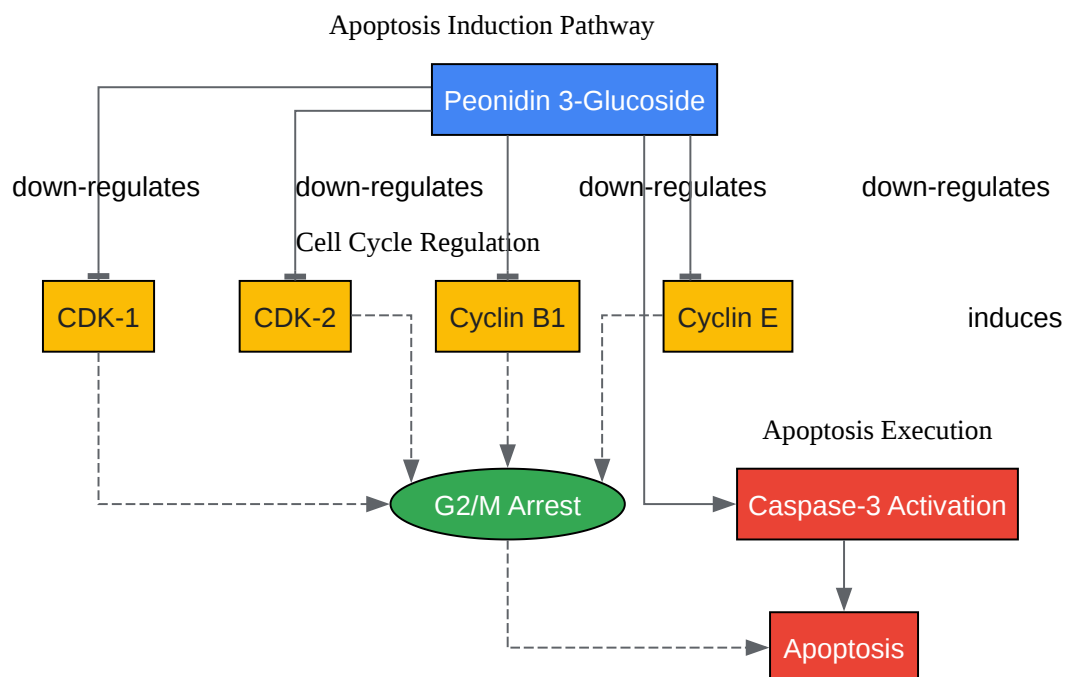 Apoptosis Induction Pathway
Peonidin 3-Glucoside
down-regulates
down-regulates
down-regulates
down-regulates
Cell Cycle Regulation
CDK-1
CDK-2
Cyclin B1
Cyclin E
induces
Apoptosis Execution
G2/M Arrest
Caspase-3 Activation
Apoptosis